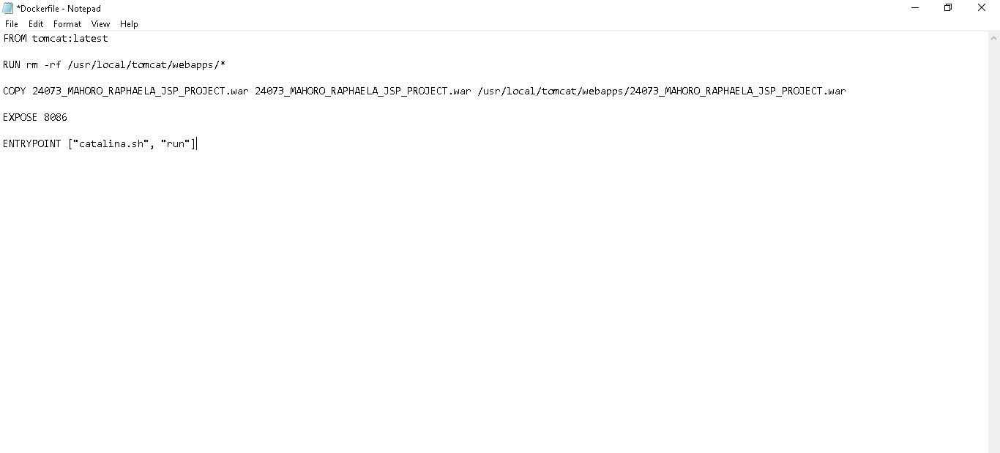 *Dockerfile - Notepad
File Edit Format View Help
FROM tomcat:latest
RUN rm -rf /usr/local/tomcat/webapps/*
COPY 24073_MAHORO_RAPHAELA_JSP_PROJECT.war 24073_MAHORO_RAPHAELA_JSP_PROJECT.war /usr/local/tomcat/webapps/24073_MAHORO_RAPHAELA_JSP_PROJECT.war
EXPOSE 8086
ENTRYPOINT ["catalina.sh", "run"]